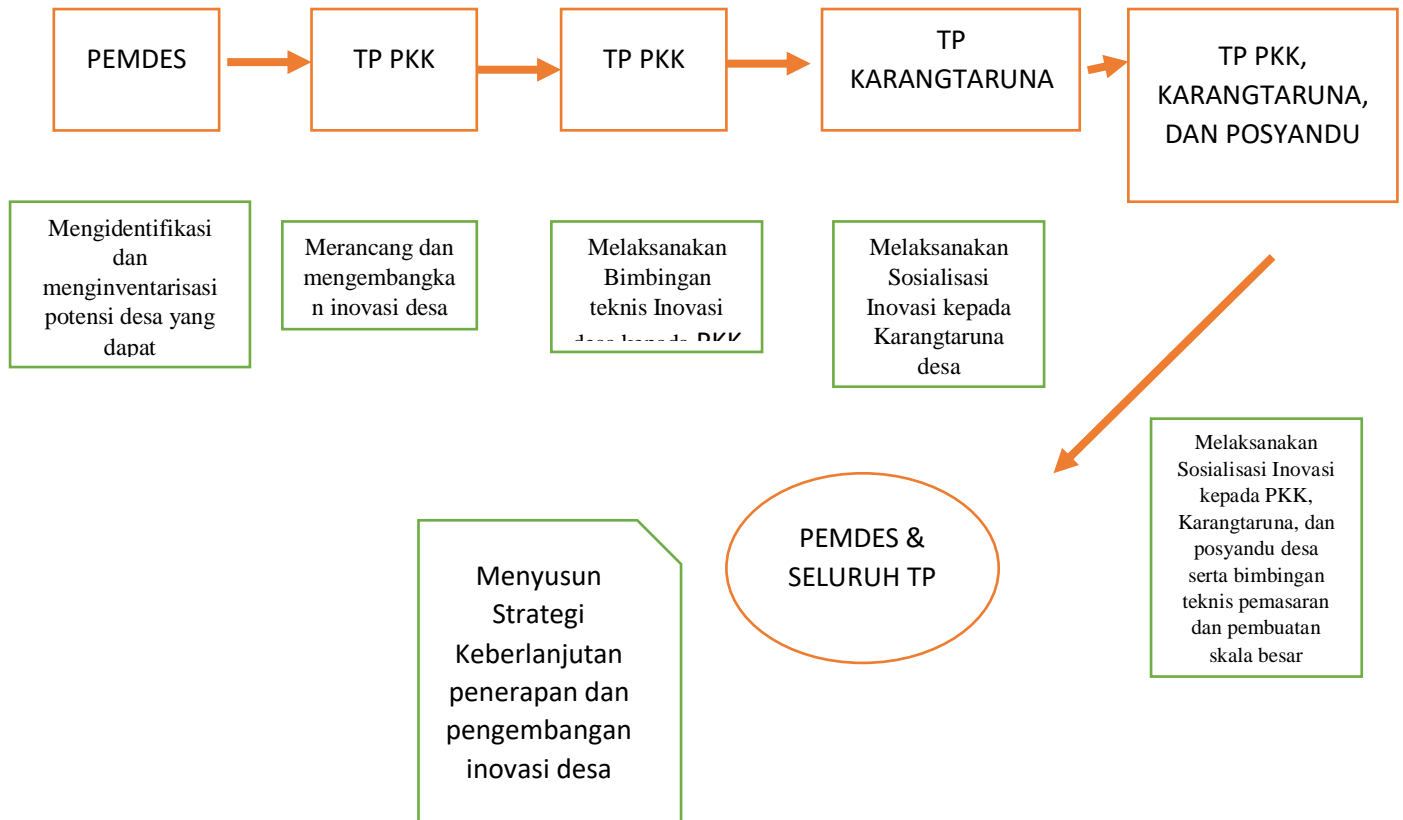 PEMDES
TP PKK
TP PKK
TP
KARANGTARUNA
TP PKK,
KARANGTARUNA,
DAN POSYANDU
Mengidentifikasi
dan
menginventarisasi
potensi desa yang
dapat
Merancang dan
mengembangka
n inovasi desa
Melaksanakan
Bimbingan
teknis Inovasi
desa kepada PKK
Melaksanakan
Sosialisasi
Inovasi kepada
Karangtaruna
desa
Melaksanakan
Sosialisasi Inovasi
kepada PKK,
Karangtaruna, dan
posyandu desa
serta bimbingan
teknis pemasaran
dan pembuatan
skala besar
PEMDES &
SELURUH TP
Menyusun
Strategi
Keberlanjutan
penerapan dan
pengembangan
inovasi desa